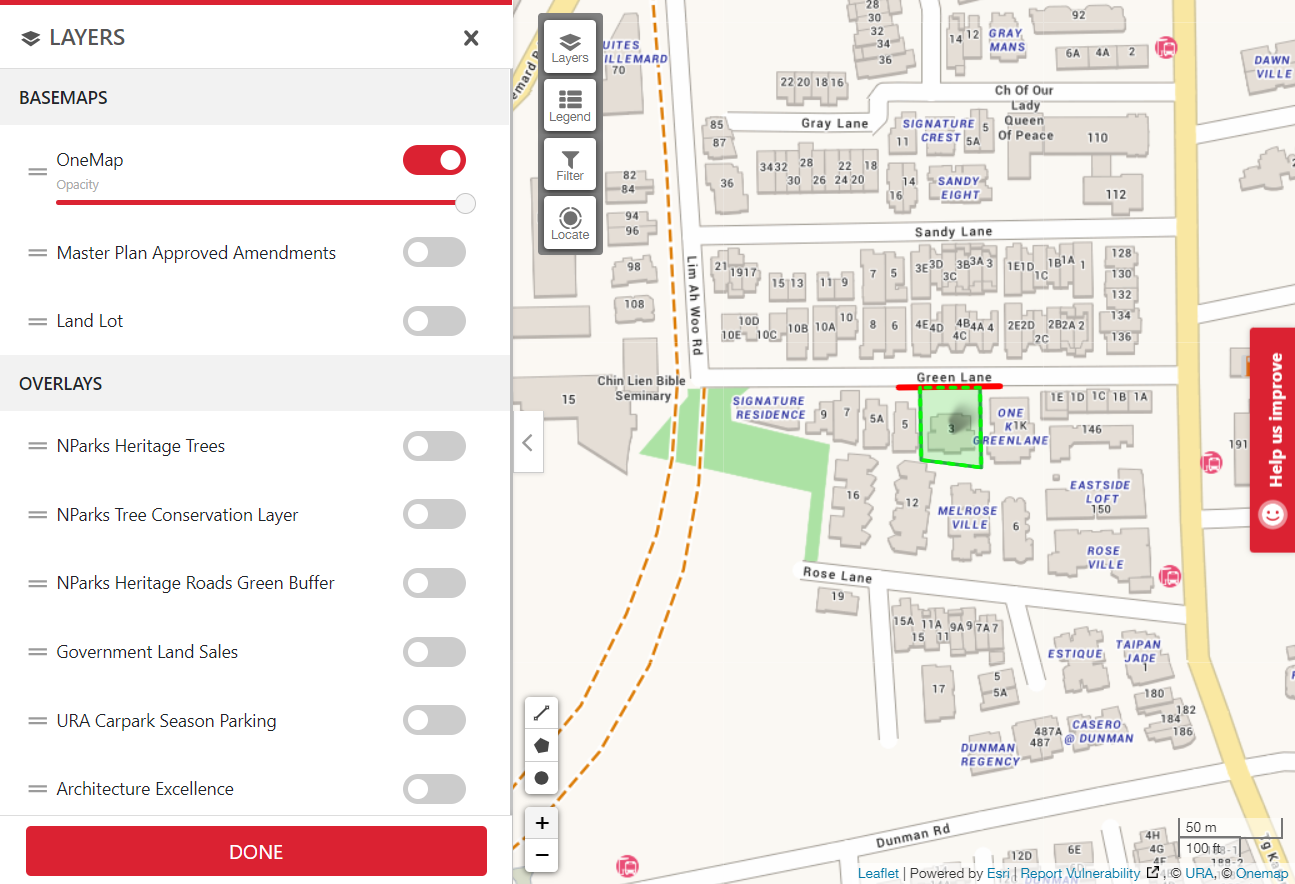 LAYERS
BASEMAPS
OneMap
Opacity
Master Plan Approved Amendments
Land Lot
OVERLAYS
NParks Heritage Trees
NParks Tree Conservation Layer
NParks Heritage Roads Green Buffer
Government Land Sales
URA Carpark Season Parking
Architecture Excellence
DONE
Layers
Legend
Filter
Locate
70
28
30
32
34
36
14 12
GRAY
MANS
92
6A 4A 2
DAWN
VILLE
22 20 18 16
Ch Of Our
Lady
Queen
Of Peace
Gray Lane
85
87
SIGNATURE
CREST
11
5A
5
110
34 32 28 22 18
30 26 24 20
36
14
16
SANDY
EIGHT
112
82
84
94
96
98
108
Sandy Lane
Lim Ah Woo Rd
21 19 17
15 13
11 9
7 5
3E 3D 3B 3A 3
3C
1E 1D 1B 1A 1
1C
128
130
132
134
136
10D
10E 10C 10B 10A 10
8 6
4E 4D 4B 4A 4
4C
2E 2D 2B 2A 2
2C
Green Lane
Chin Lien Bible
Seminary
15
SIGNATURE
RESIDENCE
9 7
5A
5
3
ONE
K 1K
GREENLANE
1E 1D 1C 1B 1A
146
191
16
12
MELROSE
VILLE
6
EASTSIDE
LOFT
150
ROSE
VILLE
Rose Lane
19
15A 11A 9A 9 7A 7
15 11
17
5
5A
ESTIQUE
TAIPAN
JADE
1
180
182
184
186
487A
487
CASERO
@ DUNMAN
DUNMAN
REGENCY
Dunman Rd
12D
6E
4H
4G
50 m
100 ft
Help us improve
+
−
Leaflet | Powered by Esri | Report Vulnerability , © URA, © Onemap